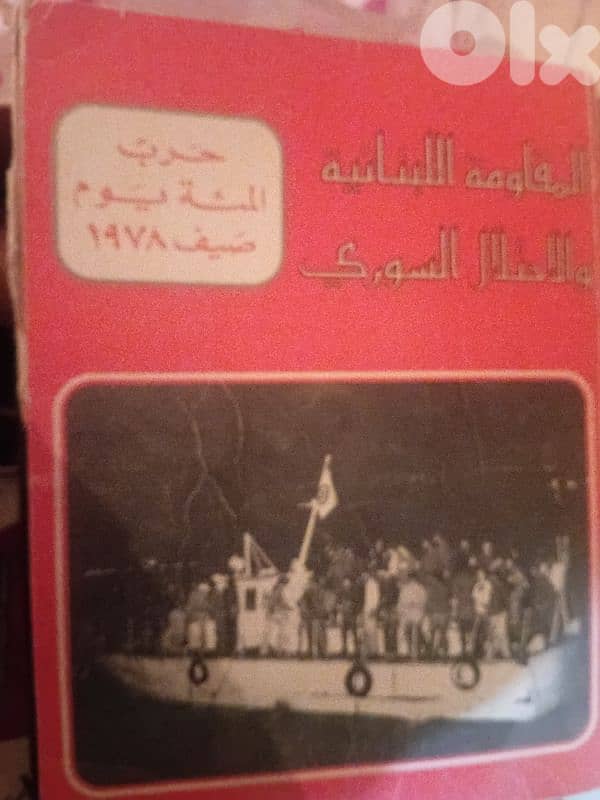 المقاومة اللبنانية
والاحتلال السوري
حرب
المئة يوم
صيف ١٩٧٨
Olx